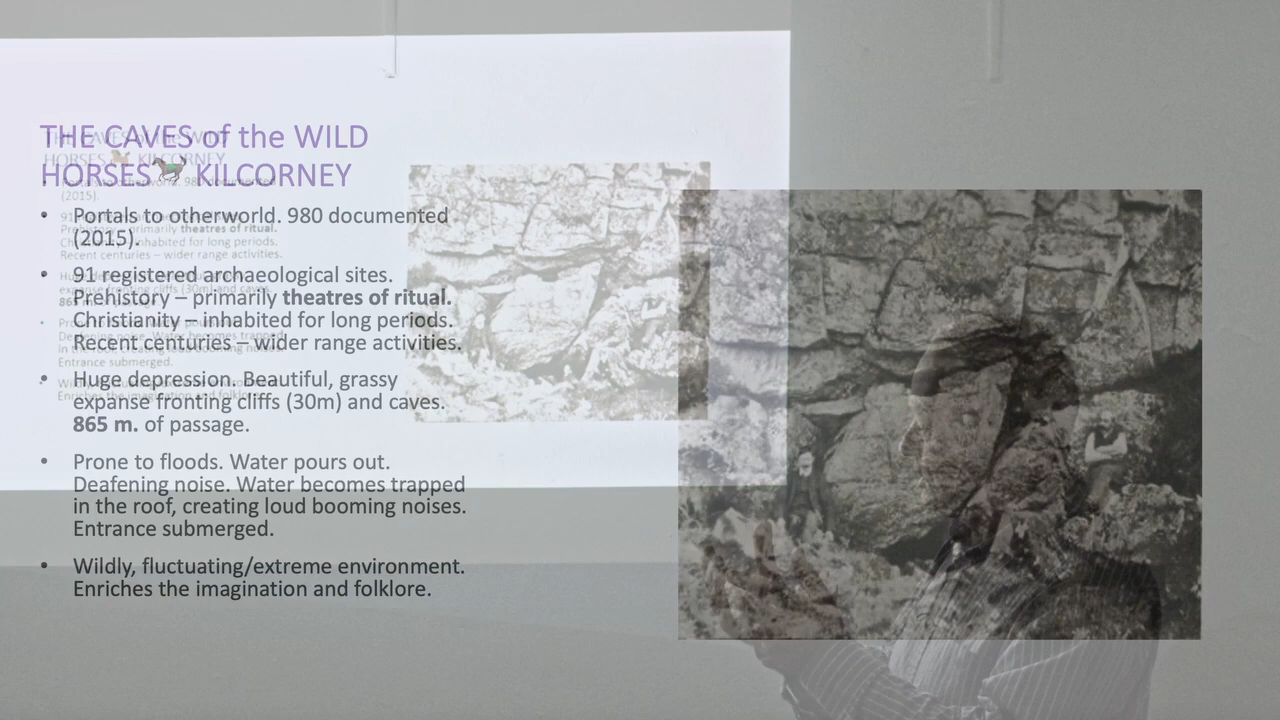 THE CAVES of the WILD
HORSES🐎 KILCORNEY
• Portals to otherworld. 980 documented
(2015).
• 91 registered archaeological sites.
Prehistory – primarily theatres of ritual.
Christianity – inhabited for long periods.
Recent centuries – wider range activities.
• Huge depression. Beautiful, grassy
expanse fronting cliffs (30m) and caves.
865 m. of passage.
• Prone to floods. Water pours out.
Deafening noise. Water becomes trapped
in the roof, creating loud booming noises.
Entrance submerged.
• Wildly, fluctuating/extreme environment.
Enriches the imagination and folklore.